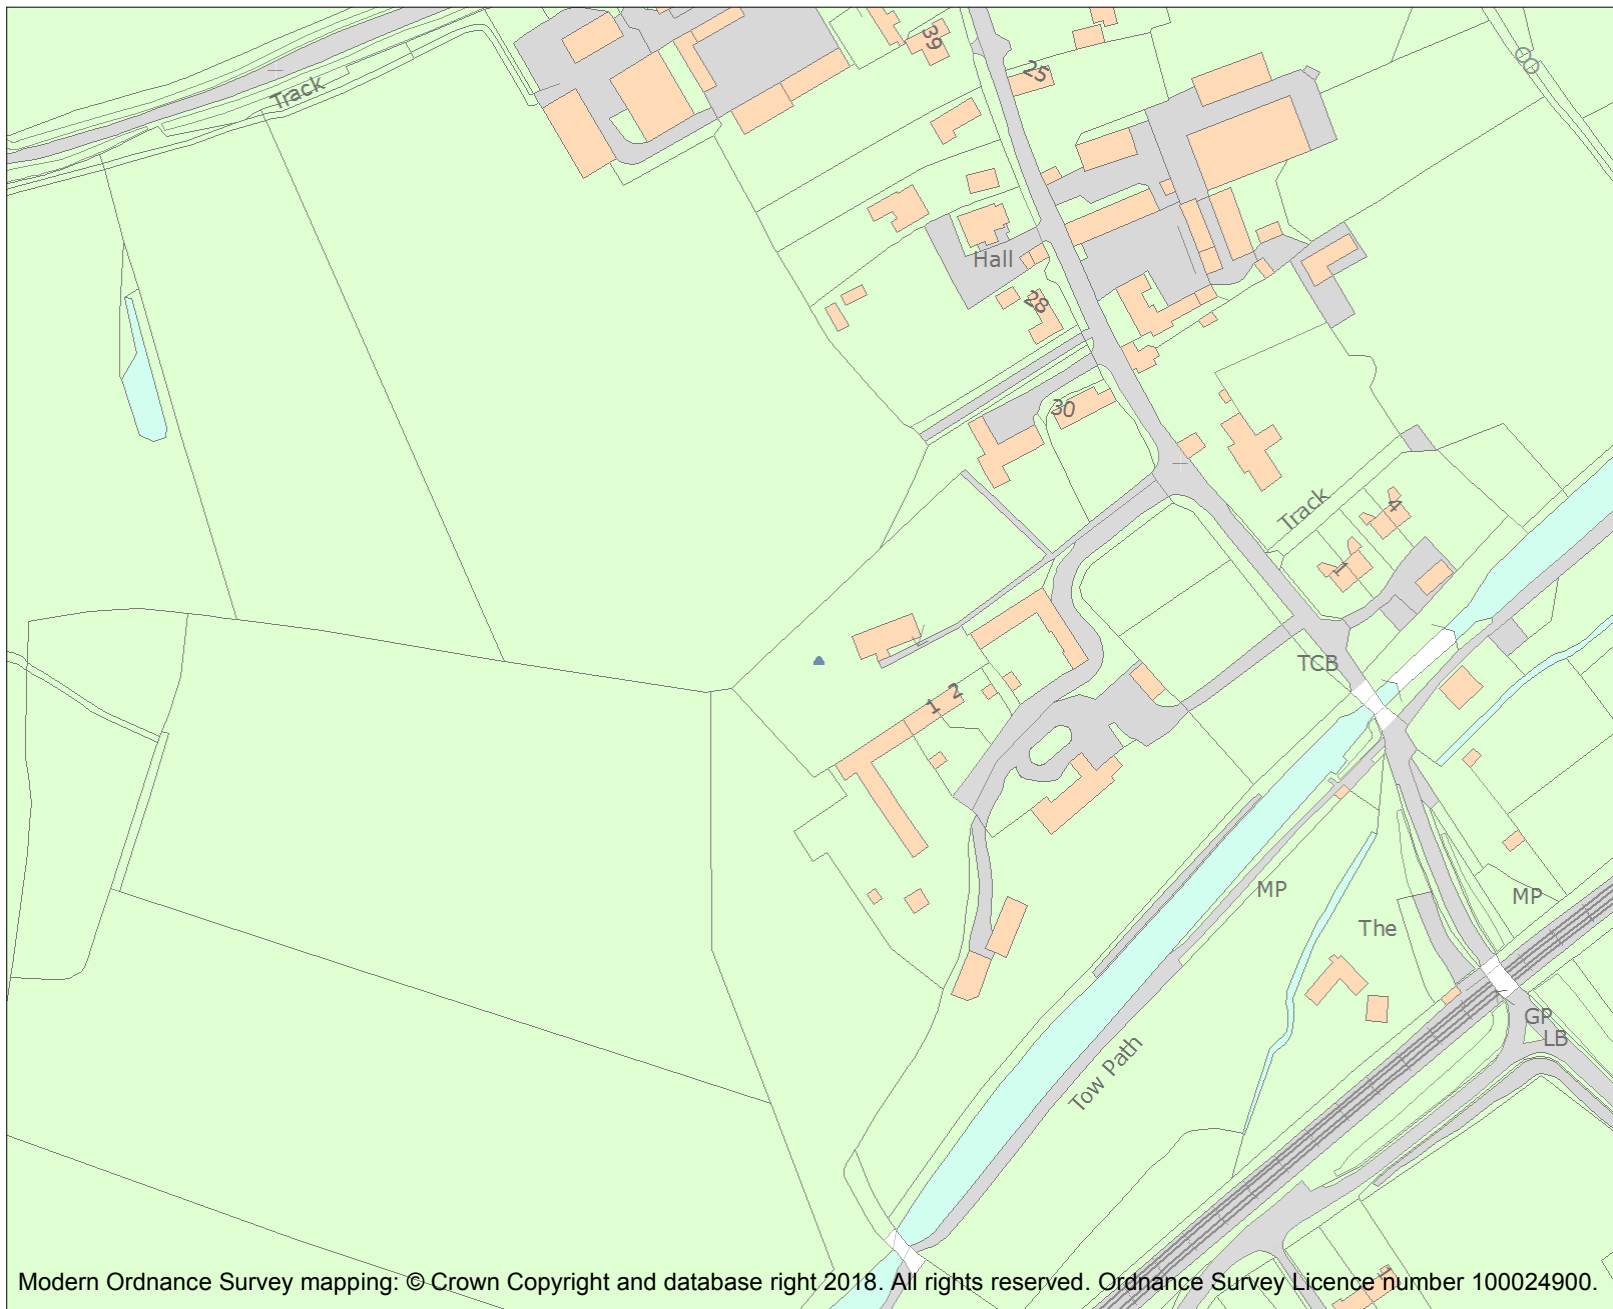 39
25
Track
Hall
28
30
4
Track
1
TCB
2
1
MP
MP
The
GP
LB
Tow Path
1
Modern Ordnance Survey mapping: © Crown Copyright and database right 2018. All rights reserved. Ordnance Survey Licence number 100024900.